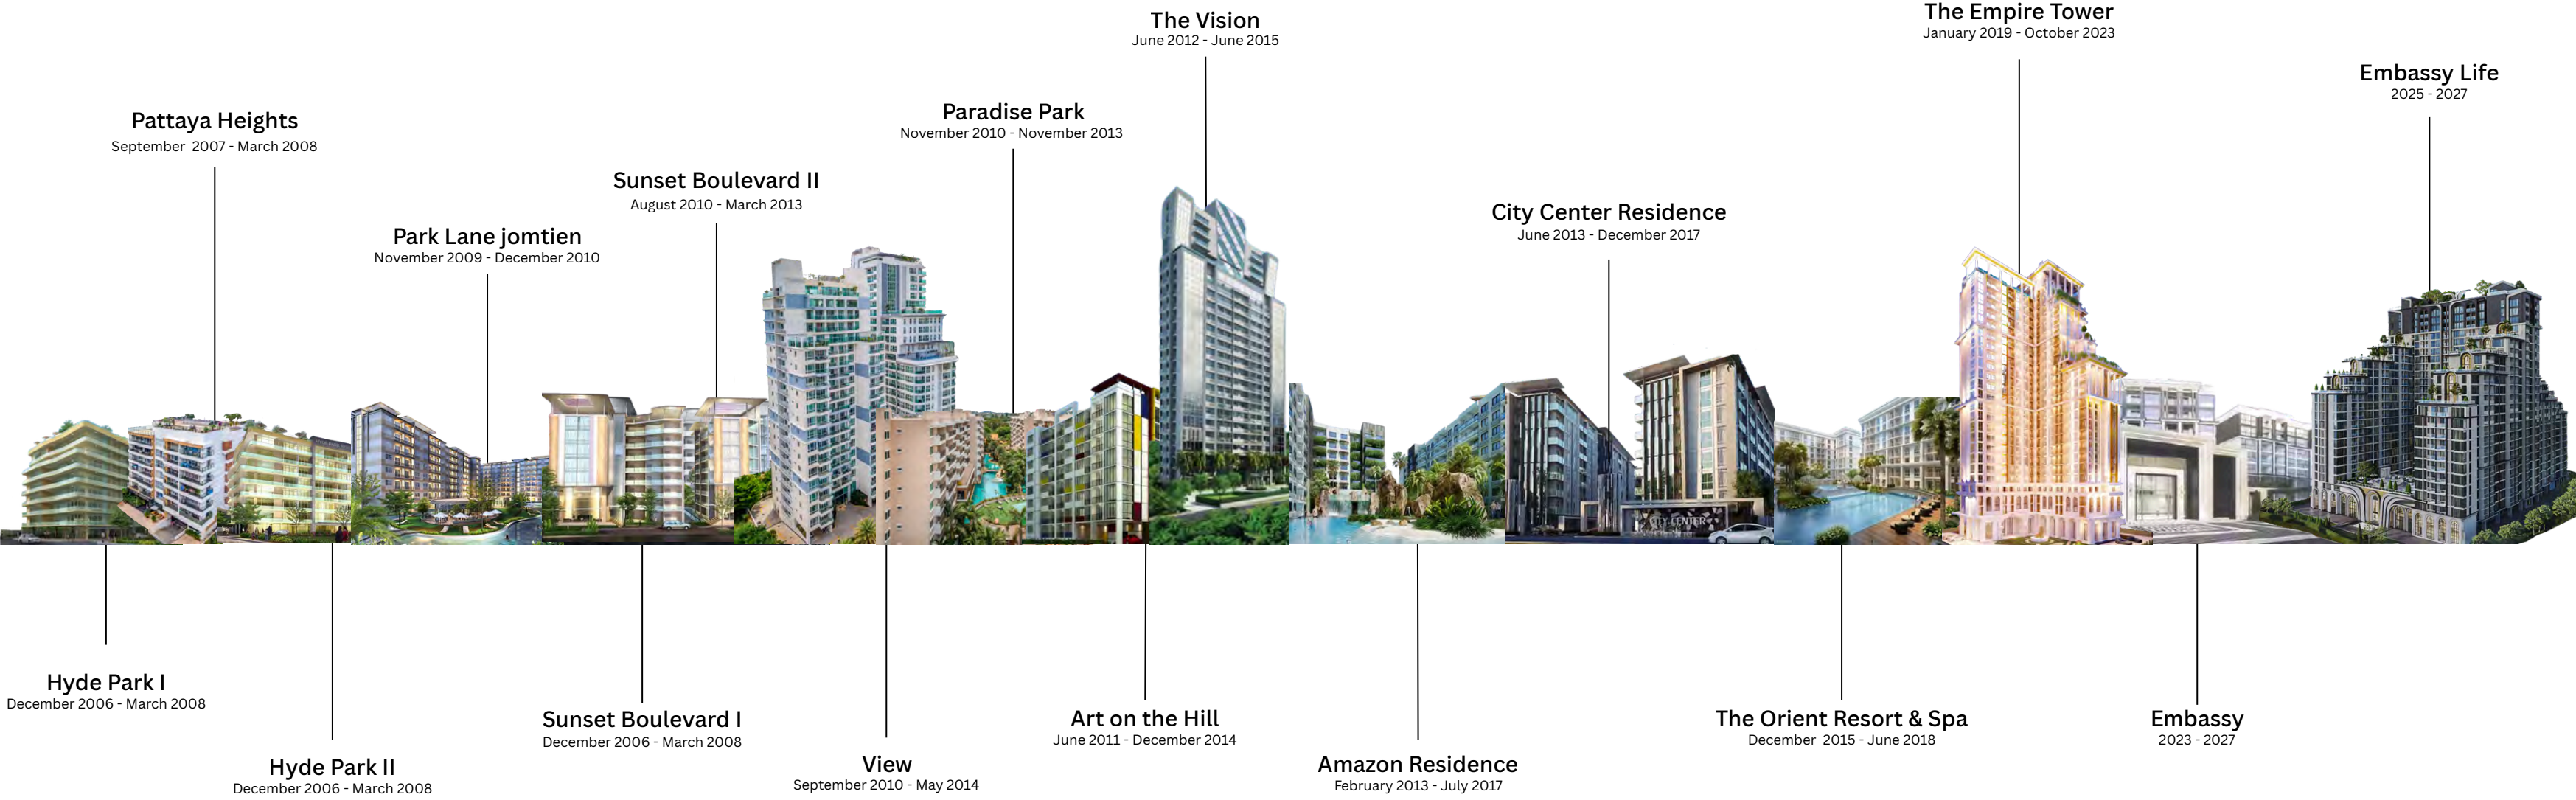 The Vision
June 2012 - June 2015
The Empire Tower
January 2019 - October 2023
Embassy Life
2025 - 2027
Pattaya Heights
September 2007 - March 2008
Paradise Park
November 2010 - November 2013
Sunset Boulevard II
August 2010 - March 2013
City Center Residence
June 2013 - December 2017
Park Lane jomtien
November 2009 - December 2010
CITY CENTER
Hyde Park I
December 2006 - March 2008
Sunset Boulevard I
December 2006 - March 2008
Art on the Hill
June 2011 - December 2014
The Orient Resort & Spa
December 2015 - June 2018
Embassy
2023 - 2027
Hyde Park II
December 2006 - March 2008
View
September 2010 - May 2014
Amazon Residence
February 2013 - July 2017